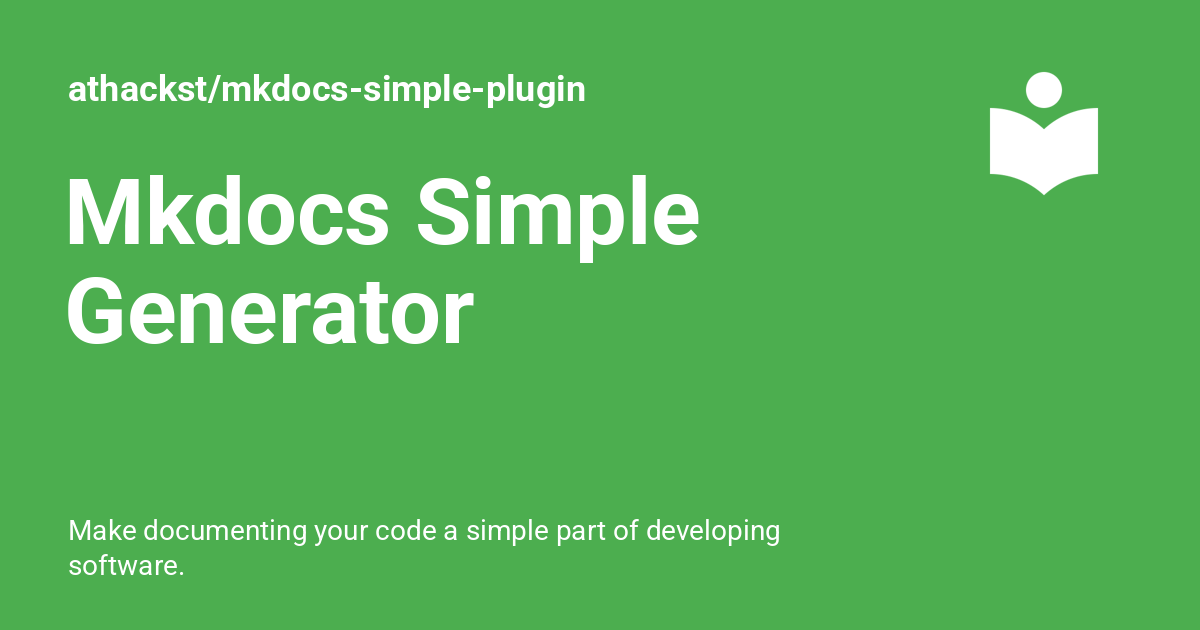 athackst/mkdocs-simple-plugin
Mkdocs Simple
Generator
Make documenting your code a simple part of developing
software.